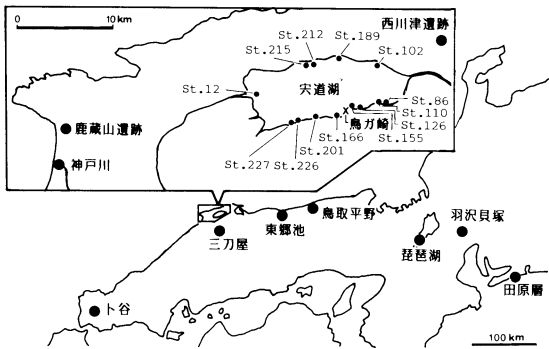 0 10 km
西川津遺跡
St.212
St.189
St.215
St.102
宍道湖
St.12
St.86
鳥ガ崎
St.110
St.126
鹿蔵山遺跡
St.166
St.155
St.201
神戸川
St.227
St.226
鳥取平野
羽沢貝塚
東郷池
三刀屋
琵琶湖
田原層
ト谷
100 km